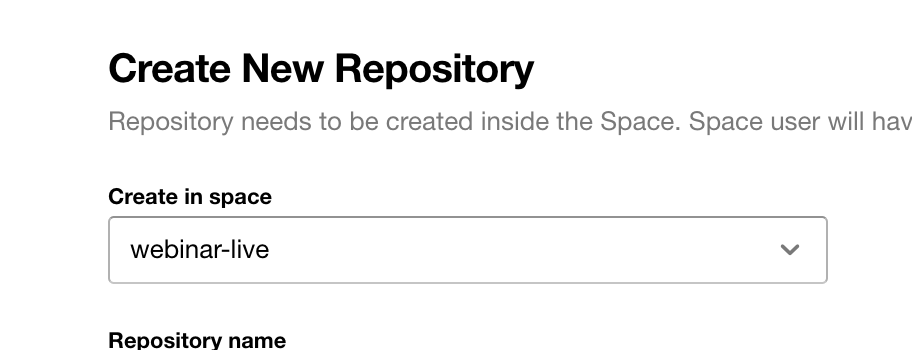 Create New Repository
Repository needs to be created inside the Space. Space user will hav
Create in space
webinar-live
Repository name